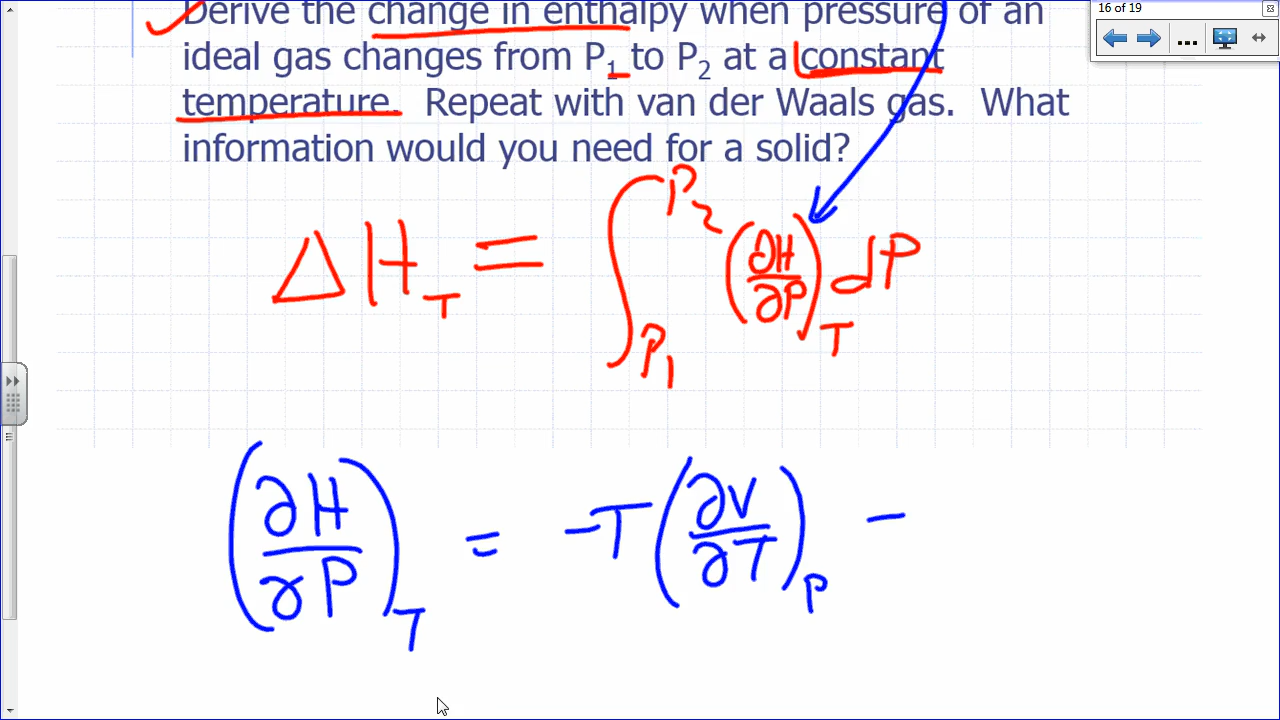 16 of 19
Derive the change in enthalpy when pressure of an
ideal gas changes from P₁ to P₂ at a constant
temperature. Repeat with van der Waals gas. What
information would you need for a solid?
ΔH_T = ∫_{P₁}^{P₂} (∂H/∂P)_T dP
(∂H/∂P)_T = -T(∂V/∂T)_P -